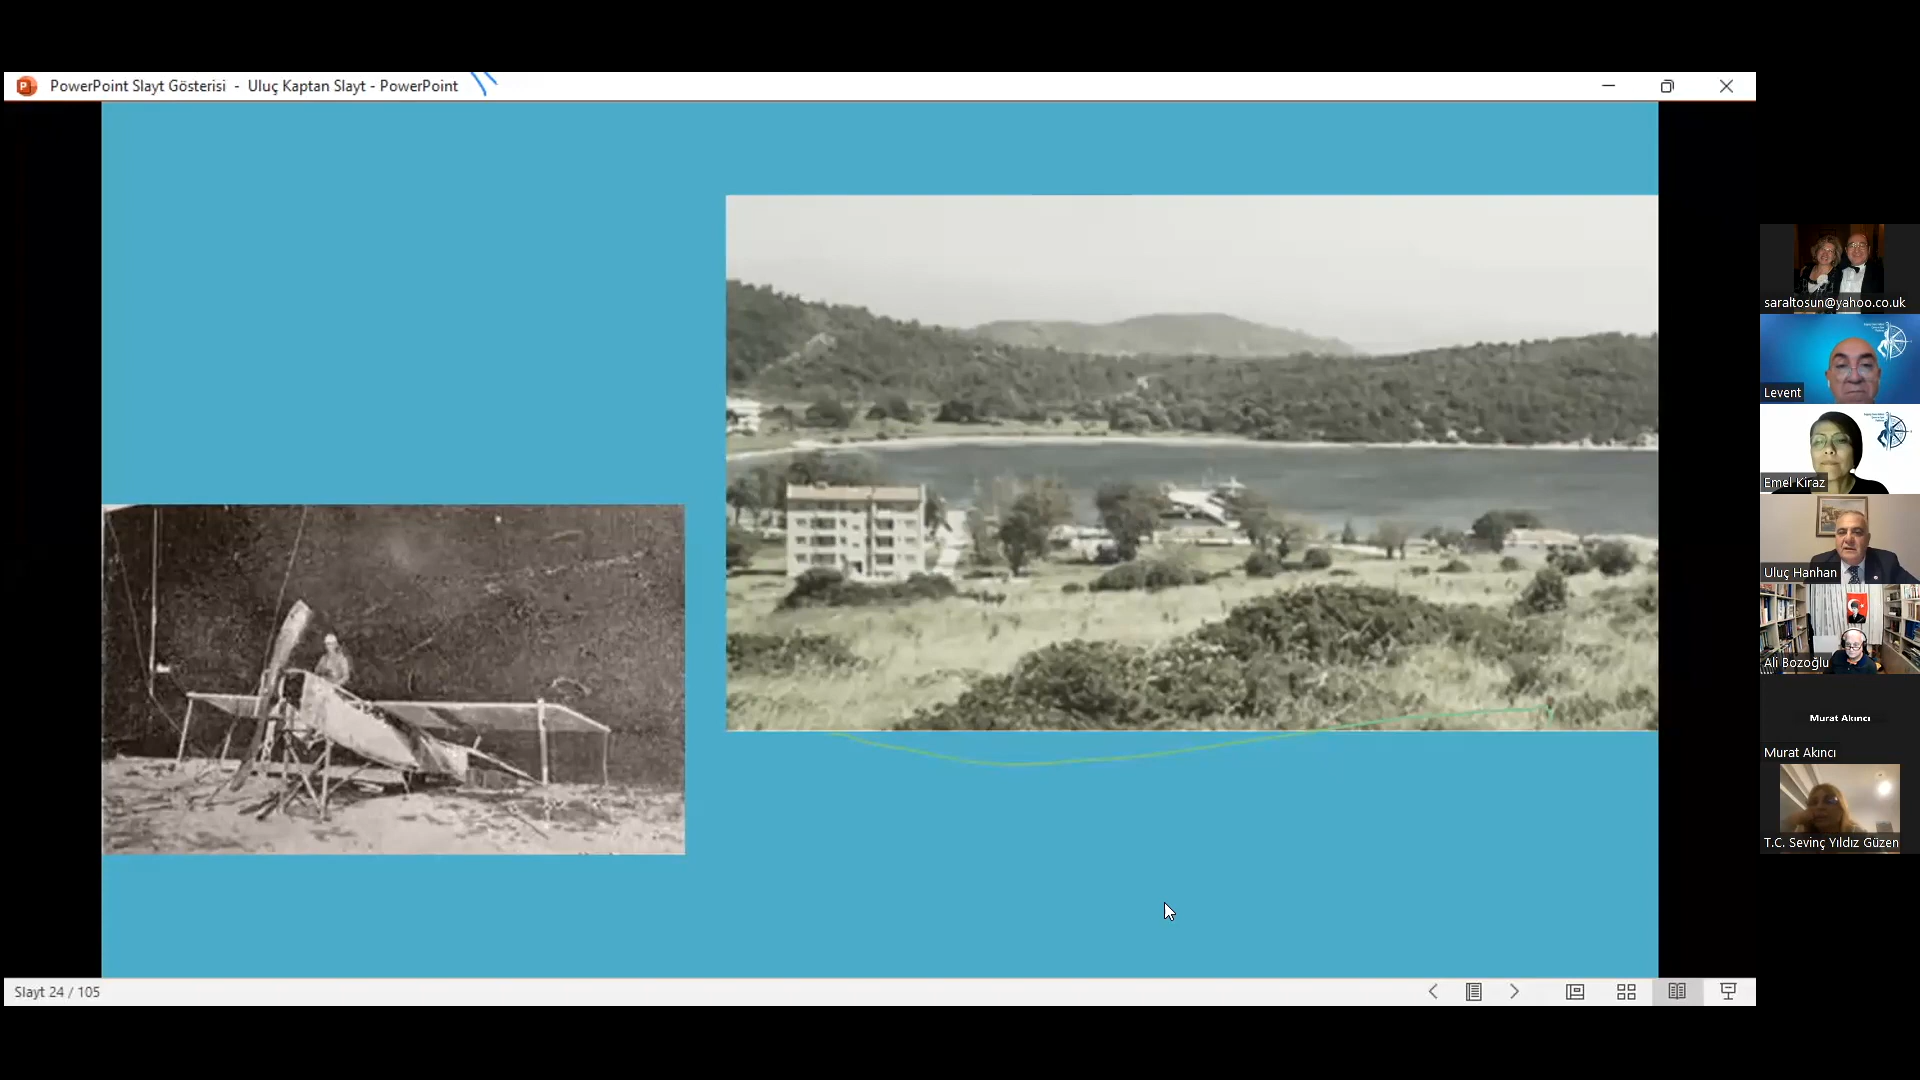 PowerPoint Slayt Gösterisi - Uluç Kaptan Slayt - PowerPoint
saraltosun@yahoo.co.uk
Levent
Emel Kiraz
Uluç Hanhan
Ali Bozoğlu
Murat Akıncı
Murat Akıncı
T.C. Sevinç Yıldız Güzen
Slayt 24 / 105